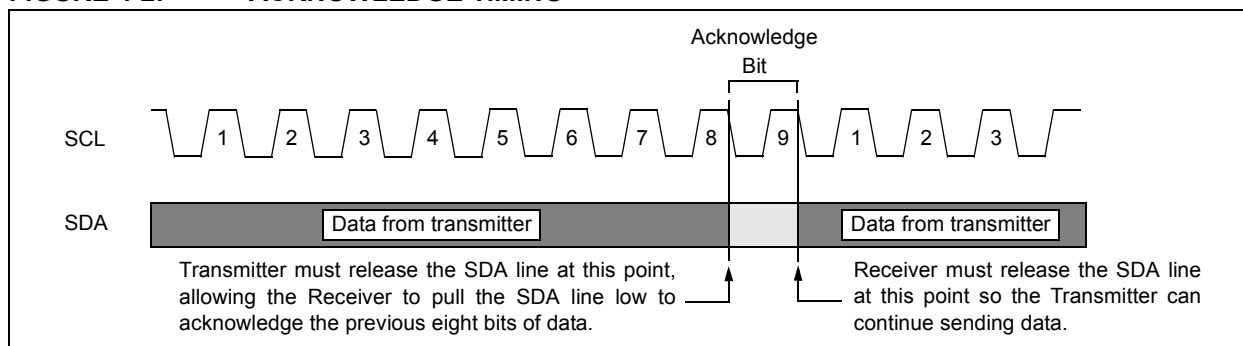 Acknowledge
Bit
SCL
1 2 3 4 5 6 7 8 9 1 2 3
SDA
Data from transmitter
Data from transmitter
Transmitter must release the SDA line at this point,
allowing the Receiver to pull the SDA line low to
acknowledge the previous eight bits of data.
Receiver must release the SDA line
at this point so the Transmitter can
continue sending data.